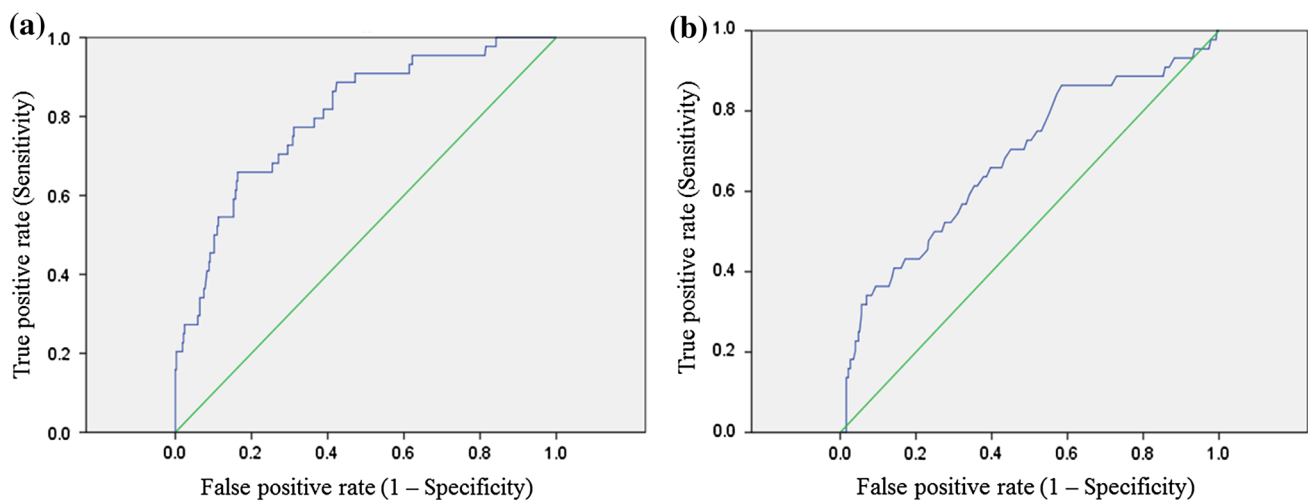 (a)
1.0
0.8
0.6
0.4
0.2
0.0
True positive rate (Sensitivity)
0.0 0.2 0.4 0.6 0.8 1.0
False positive rate (1 – Specificity)
(b)
1.0
0.8
0.6
0.4
0.2
0.0
True positive rate (Sensitivity)
0.0 0.2 0.4 0.6 0.8 1.0
False positive rate (1 – Specificity)